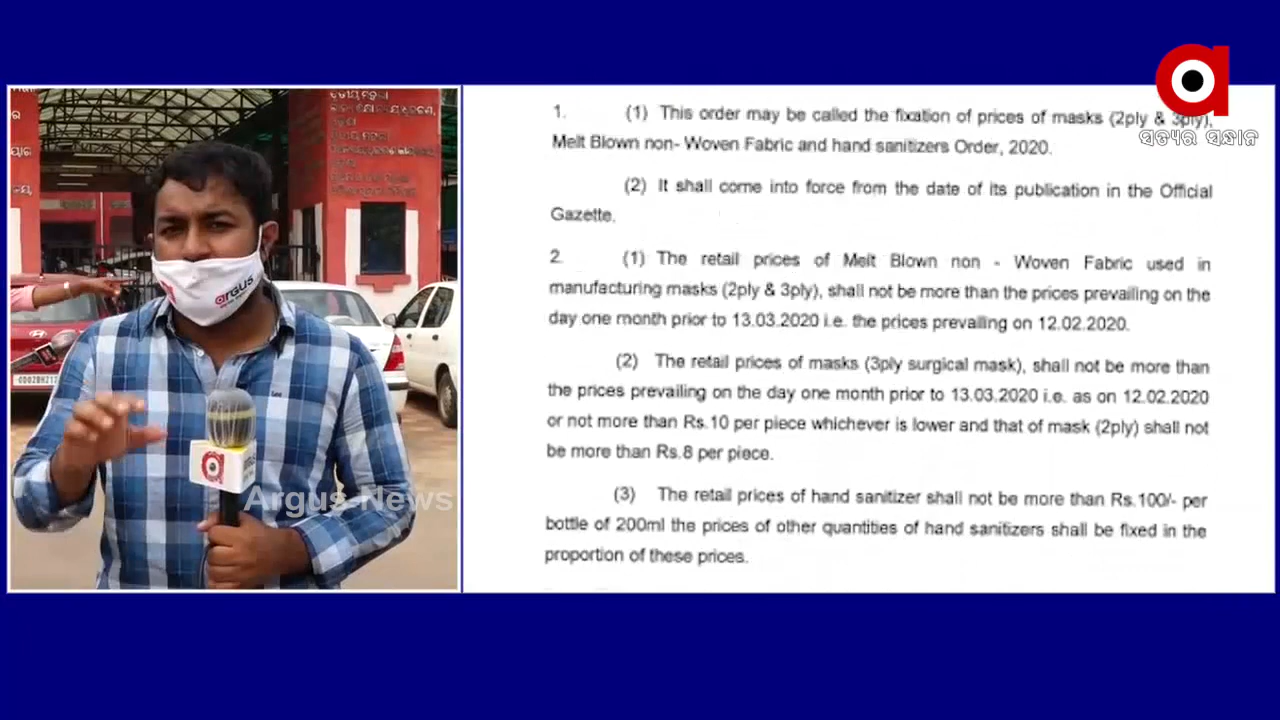 ସତ୍ୟର ସନ୍ଧାନ
1. (1) This order may be called the fixation of prices of masks (2ply & 3ply),
Melt Blown non- Woven Fabric and hand sanitizers Order, 2020.
(2) It shall come into force from the date of its publication in the Official
Gazette.
2. (1) The retail prices of Melt Blown non - Woven Fabric used in
manufacturing masks (2ply & 3ply), shall not be more than the prices prevailing on the
day one month prior to 13.03.2020 i.e. the prices prevailing on 12.02.2020.
(2) The retail prices of masks (3ply surgical mask), shall not be more than
the prices prevailing on the day one month prior to 13.03.2020 i.e. as on 12.02.2020
or not more than Rs.10 per piece whichever is lower and that of mask (2ply) shall not
be more than Rs.8 per piece.
(3) The retail prices of hand sanitizer shall not be more than Rs.100/- per
bottle of 200ml the prices of other quantities of hand sanitizers shall be fixed in the
proportion of these prices.
argus
Argus News